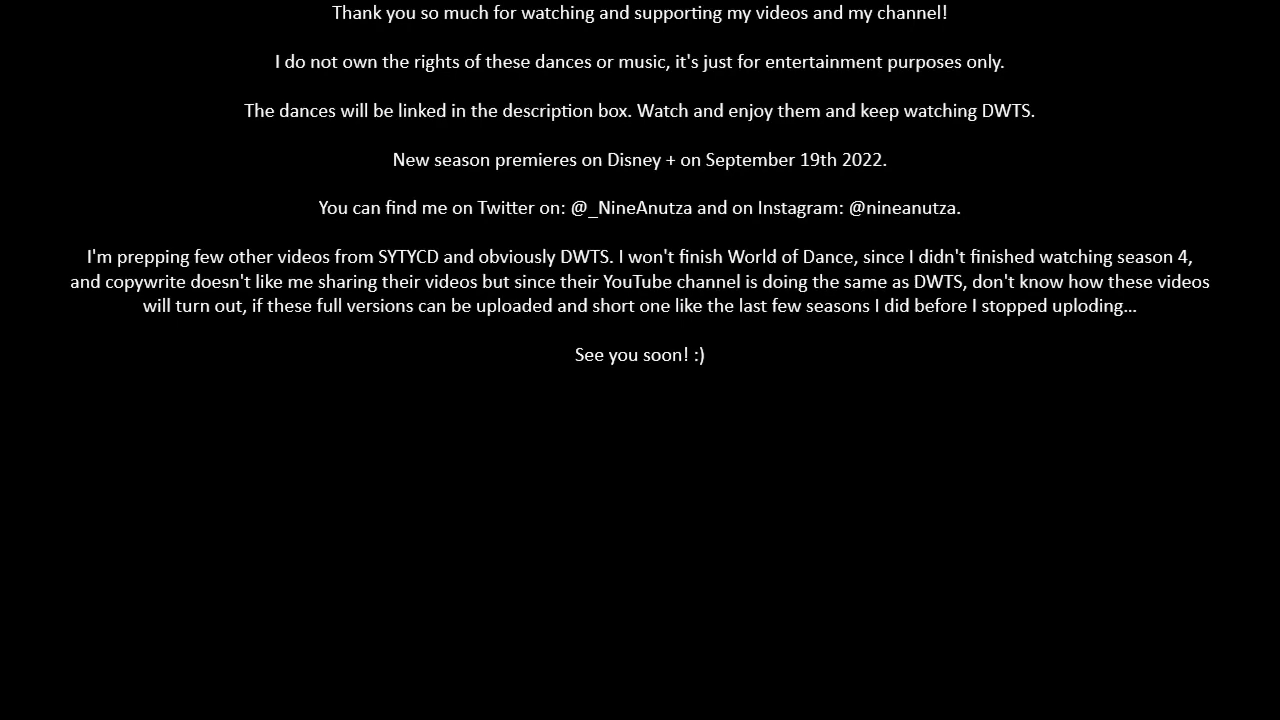 Thank you so much for watching and supporting my videos and my channel!
I do not own the rights of these dances or music, it's just for entertainment purposes only.
The dances will be linked in the description box. Watch and enjoy them and keep watching DWTS.
New season premieres on Disney + on September 19th 2022.
You can find me on Twitter on: @_NineAnutza and on Instagram: @nineanutza.
I'm prepping few other videos from SYTYCD and obviously DWTS. I won't finish World of Dance, since I didn't finished watching season 4,
and copywrite doesn't like me sharing their videos but since their YouTube channel is doing the same as DWTS, don't know how these videos
will turn out, if these full versions can be uploaded and short one like the last few seasons I did before I stopped uploding...
See you soon! :)